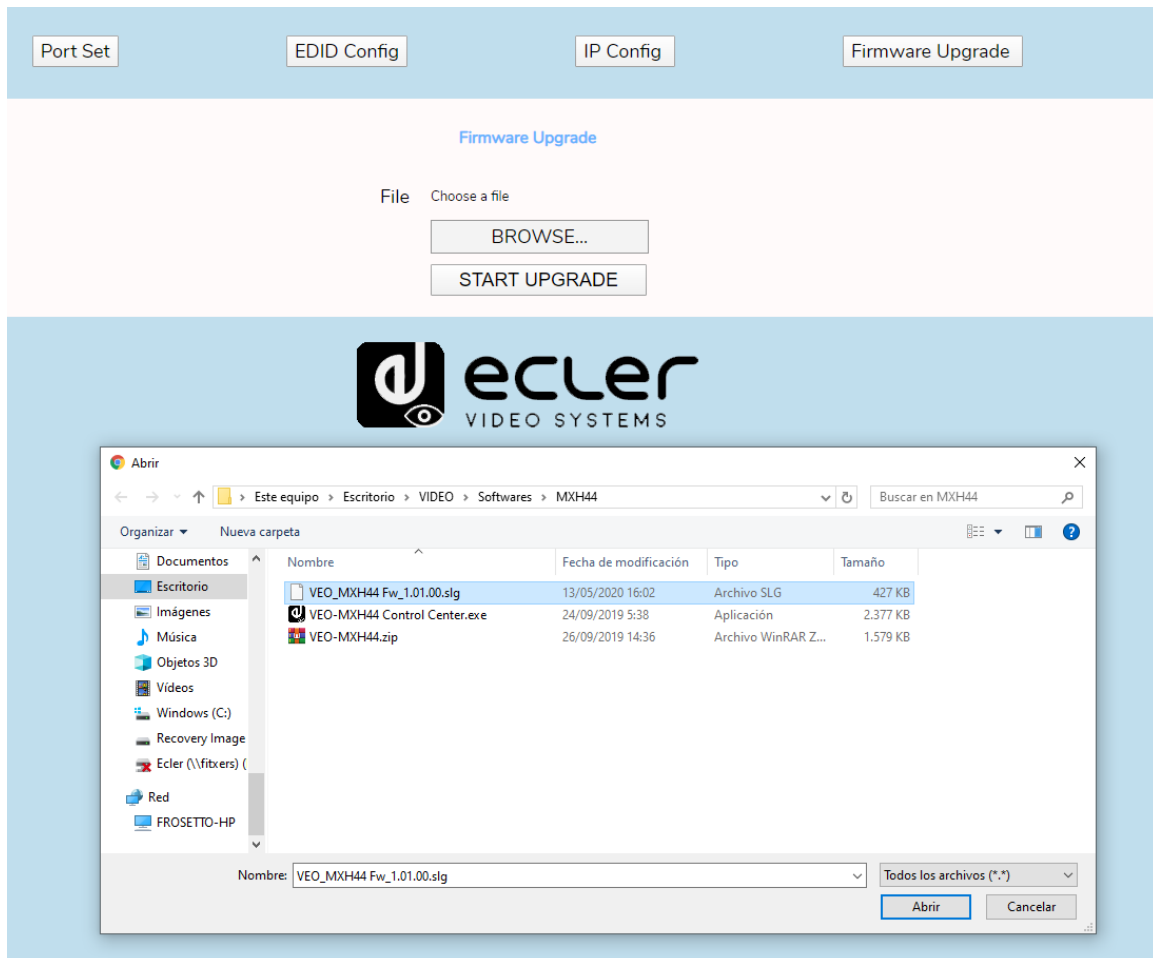 Port Set EDID Config IP Config Firmware Upgrade
Firmware Upgrade
File Choose a file
BROWSE...
START UPGRADE
ecler
VIDEO SYSTEMS
Abrir
Este equipo > Escritorio > VIDEO > Softwares > MXH44 Buscar en MXH44
Organizar Nueva carpeta
Documentos
Escritorio
Imágenes
Música
Objetos 3D
Vídeos
Windows (C:)
Recovery Image
Ecler (\\fitxers) (
Red
FROSETTO-HP
Nombre Fecha de modificación Tipo Tamaño
VEO_MXH44 Fw_1.01.00.slg 13/05/2020 16:02 Archivo SLG 427 KB
VEO-MXH44 Control Center.exe 24/09/2019 5:38 Aplicación 2.377 KB
VEO-MXH44.zip 26/09/2019 14:36 Archivo WinRAR Z... 1.579 KB
Nombre: VEO_MXH44 Fw_1.01.00.slg Todos los archivos (*.*)
Abrir Cancelar